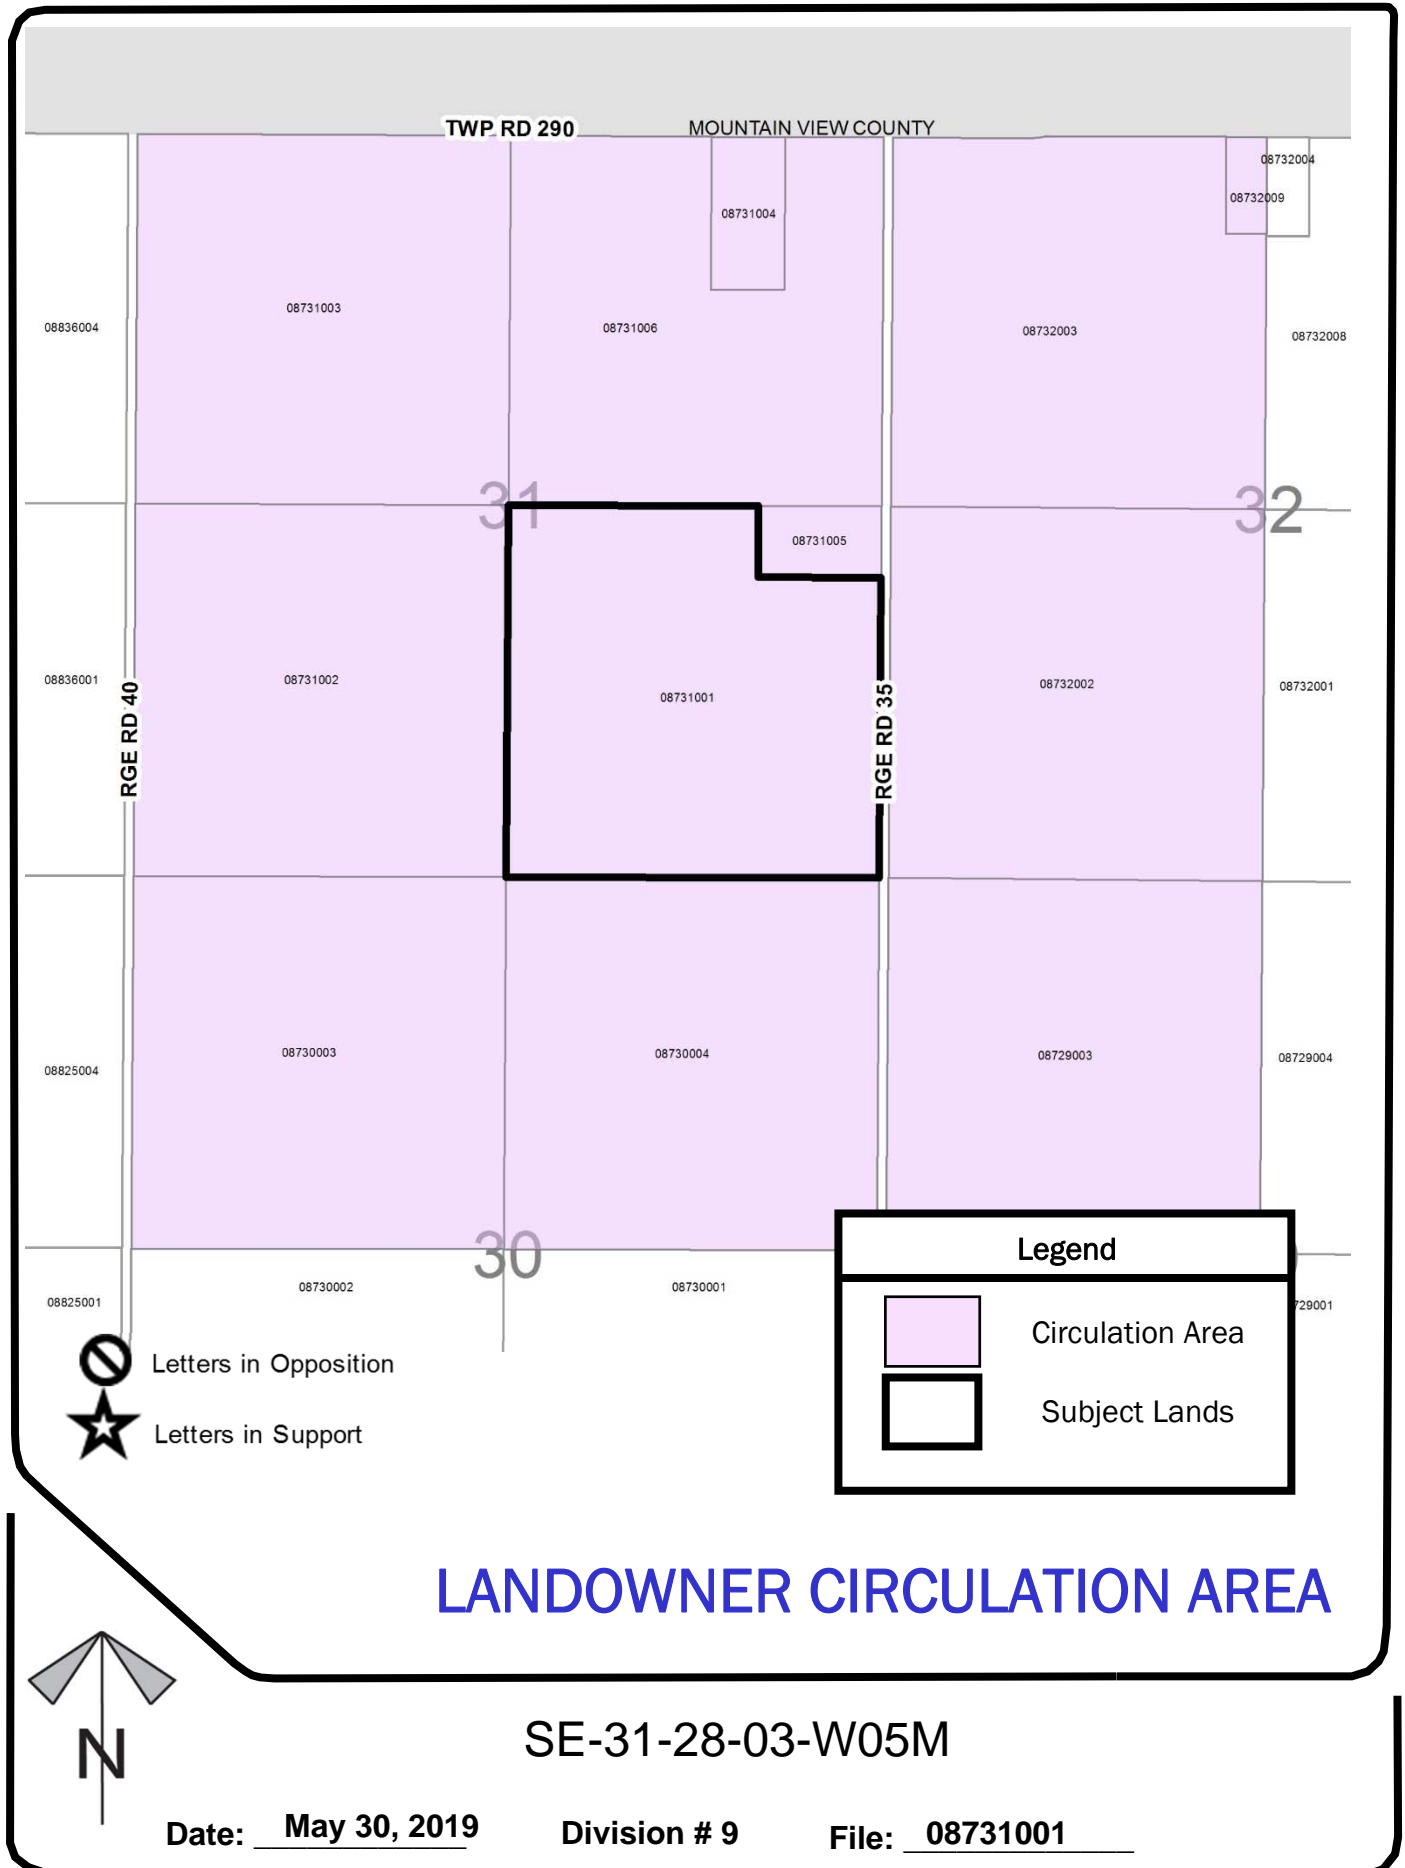 TWP RD 290
MOUNTAIN VIEW COUNTY
08732004
08732009
08731004
08731003
08836004
08731006
08732003
08732008
31
32
08731005
08836001
08731002
08731001
08732002
08732001
RGE RD 40
RGE RD 35
08825004
08730003
08730004
08729003
08729004
30
08730002
08730001
08825001
729001
Legend
Circulation Area
Subject Lands
Letters in Opposition
Letters in Support
LANDOWNER CIRCULATION AREA
N
SE-31-28-03-W05M
Date: May 30, 2019 Division # 9 File: 08731001